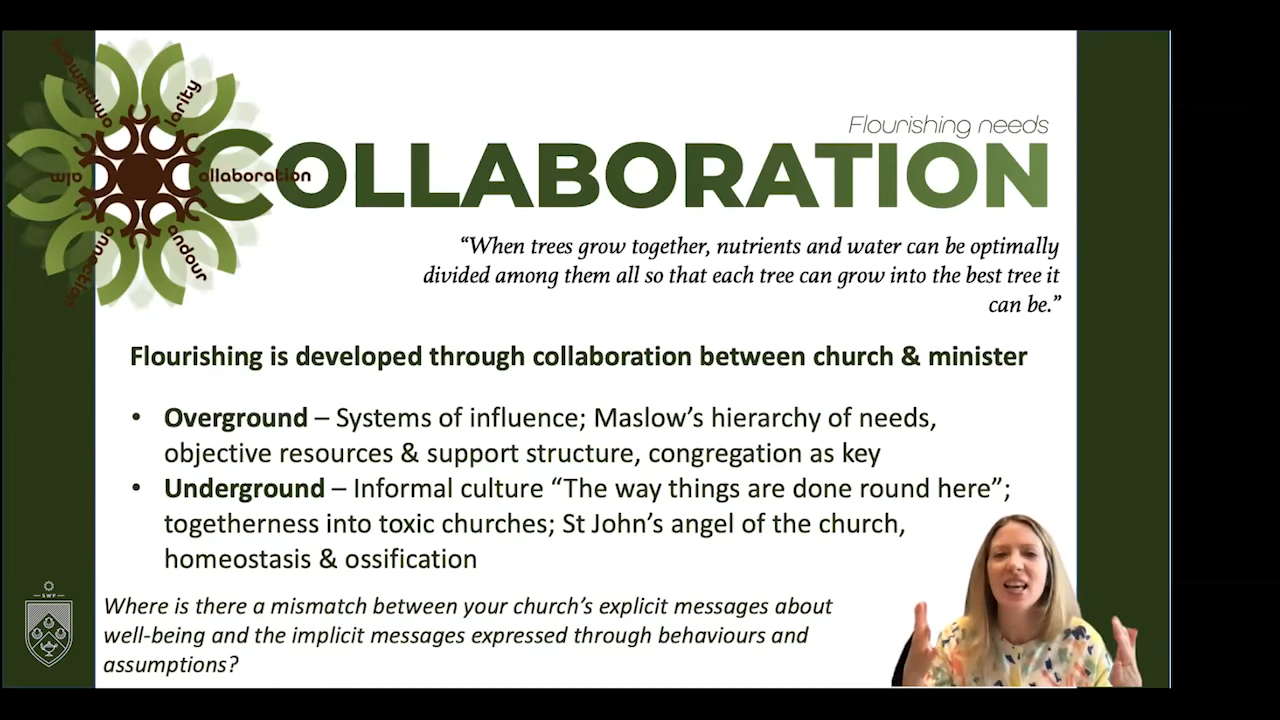 ommitment
larity
Flourishing needs
COLLABORATION
ollaboration
aim
onnection
andour
“When trees grow together, nutrients and water can be optimally
divided among them all so that each tree can grow into the best tree it
can be.”
Flourishing is developed through collaboration between church & minister
• Overground – Systems of influence; Maslow’s hierarchy of needs,
objective resources & support structure, congregation as key
• Underground – Informal culture “The way things are done round here”;
togetherness into toxic churches; St John’s angel of the church,
homeostasis & ossification
SWF
Where is there a mismatch between your church’s explicit messages about
well-being and the implicit messages expressed through behaviours and
assumptions?